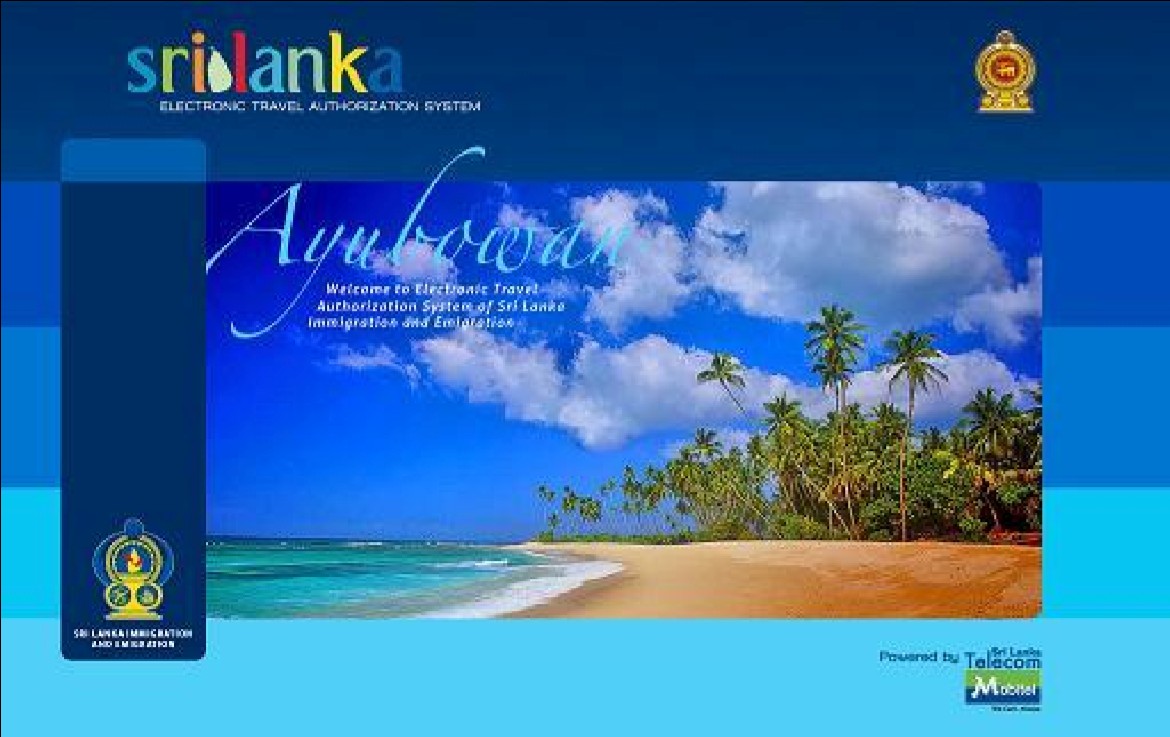 srilanka
ELECTRONIC TRAVEL AUTHORIZATION SYSTEM
Ayubowan
Welcome to Electronic Travel
Authorization System of Sri Lanka
Immigration and Emigration
SRI LANKA IMMIGRATION
AND EMIGRATION
Powered by
Sri Lanka
Telecom
Mobitel